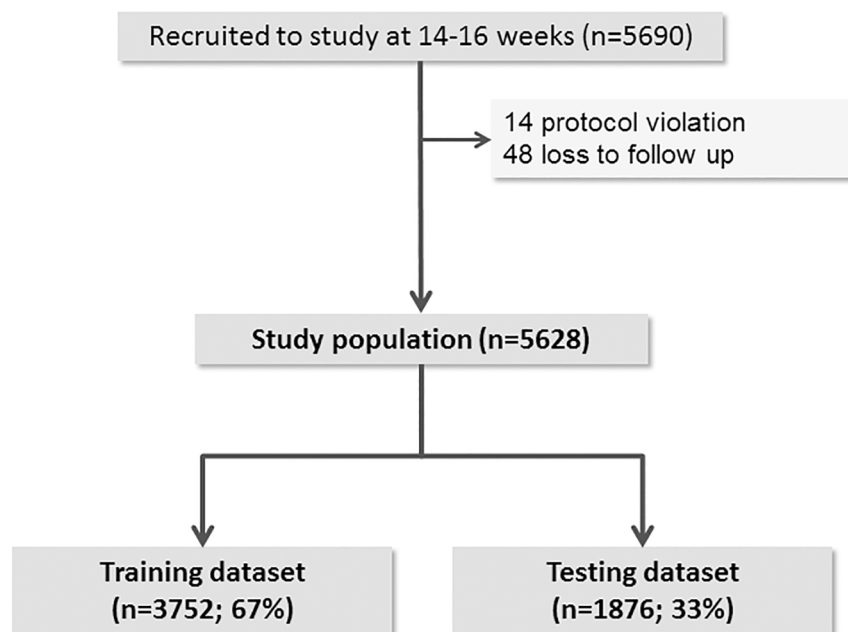 Recruited to study at 14-16 weeks (n=5690)
14 protocol violation
48 loss to follow up
Study population (n=5628)
Training dataset
(n=3752; 67%)
Testing dataset
(n=1876; 33%)